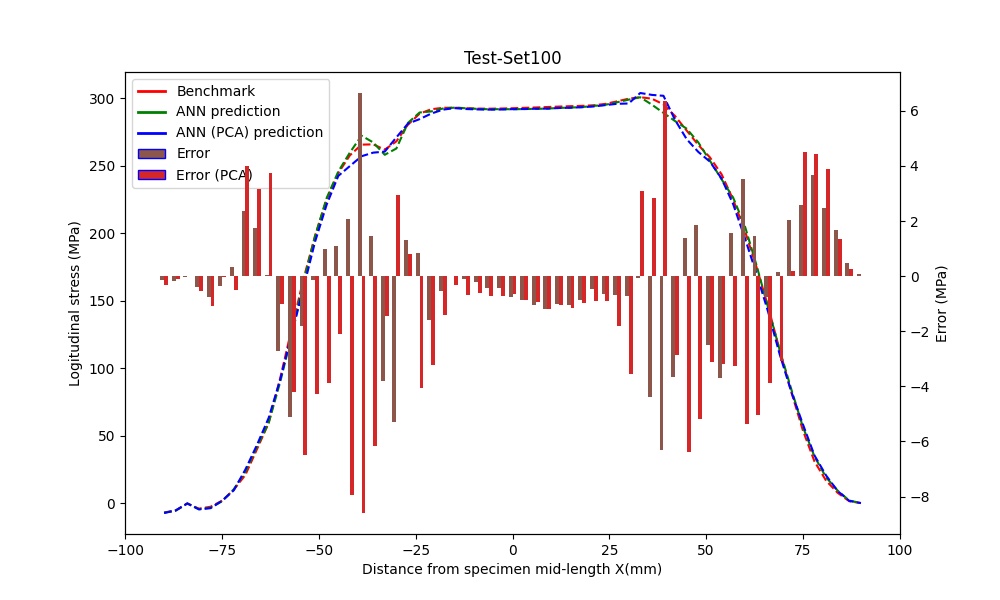 Test-Set100
Benchmark
ANN prediction
ANN (PCA) prediction
Error
Error (PCA)
300
250
200
150
100
50
0
Logitudinal stress (MPa)
6
4
2
0
−2
−4
−6
−8
Error (MPa)
−100 −75 −50 −25 0 25 50 75 100
Distance from specimen mid-length X(mm)